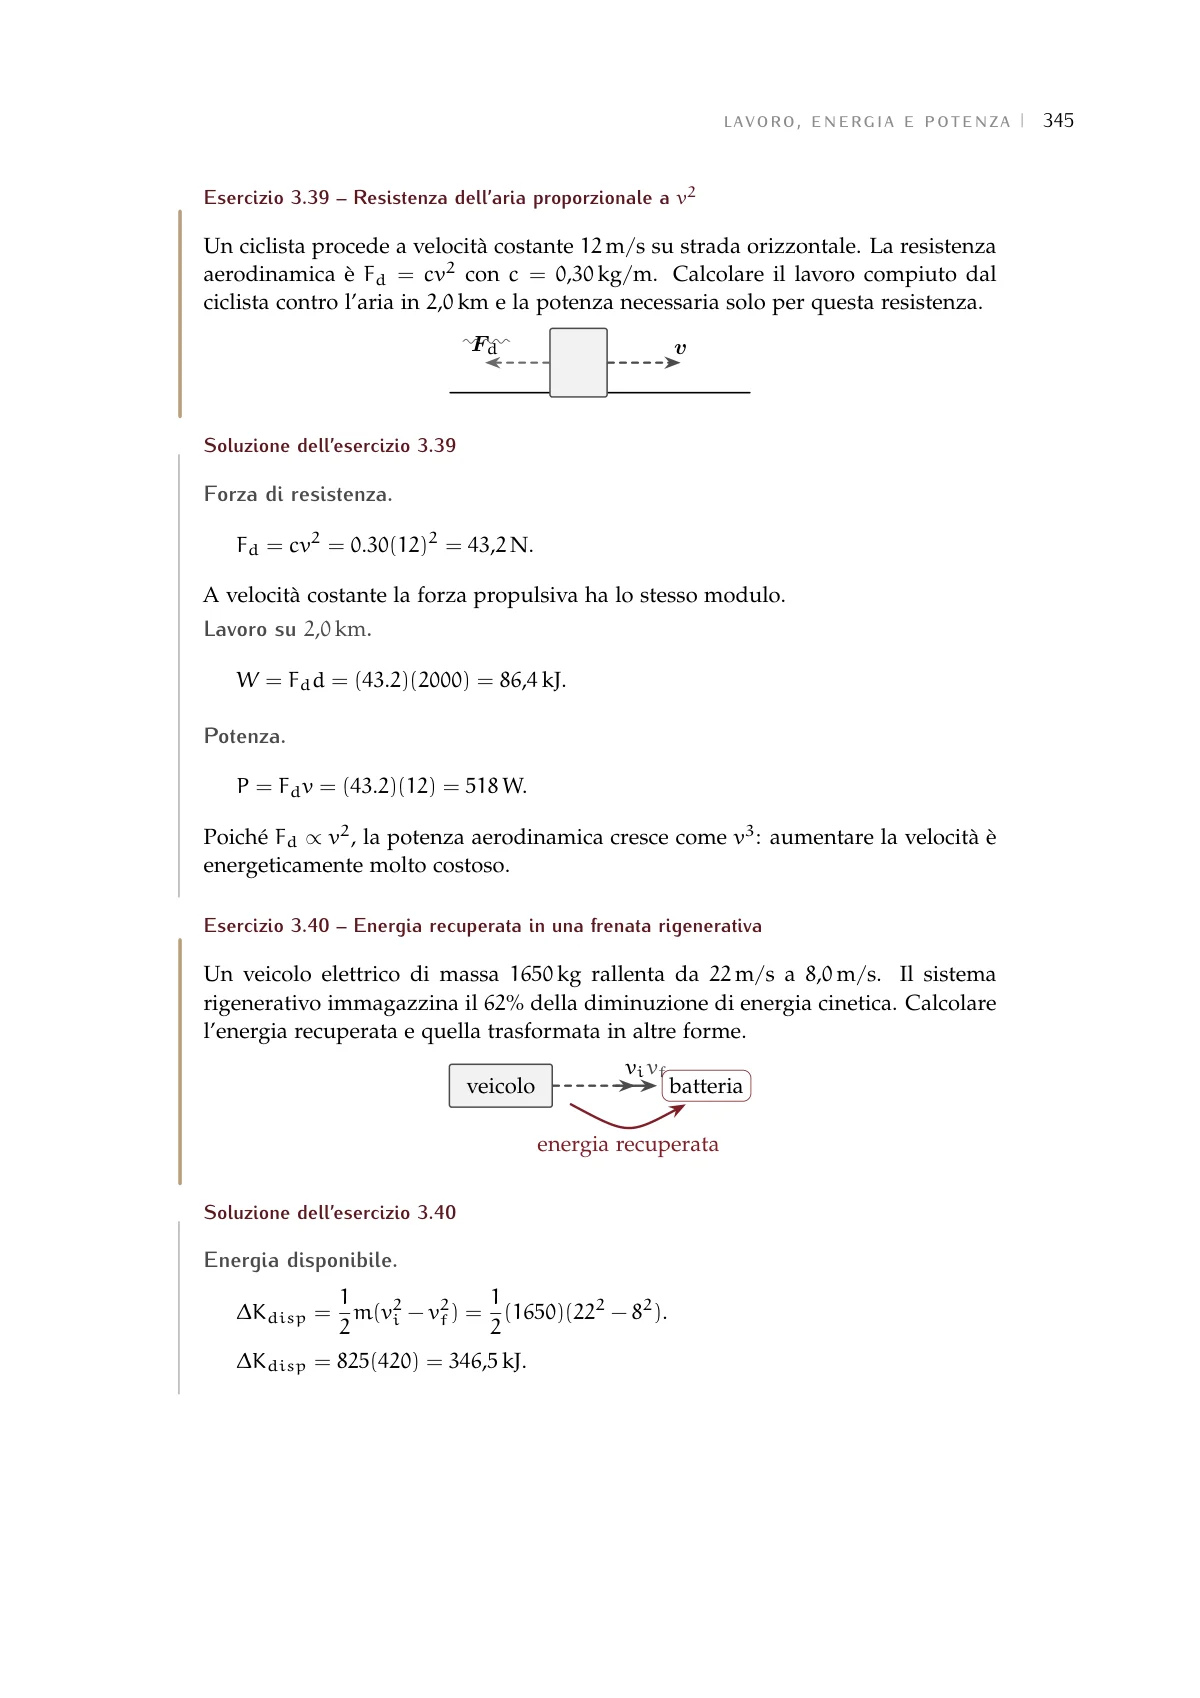 LAVORO, ENERGIA E POTENZA | 345
Esercizio 3.39 – Resistenza dell'aria proporzionale a v²
Un ciclista procede a velocità costante 12 m/s su strada orizzontale. La resistenza
aerodinamica è F_d = cv² con c = 0,30 kg/m. Calcolare il lavoro compiuto dal
ciclista contro l'aria in 2,0 km e la potenza necessaria solo per questa resistenza.
F_d v
Soluzione dell'esercizio 3.39
Forza di resistenza.
F_d = cv² = 0.30(12)² = 43,2 N.
A velocità costante la forza propulsiva ha lo stesso modulo.
Lavoro su 2,0 km.
W = F_d d = (43.2)(2000) = 86,4 kJ.
Potenza.
P = F_d v = (43.2)(12) = 518 W.
Poiché F_d ∝ v², la potenza aerodinamica cresce come v³: aumentare la velocità è
energeticamente molto costoso.
Esercizio 3.40 – Energia recuperata in una frenata rigenerativa
Un veicolo elettrico di massa 1650 kg rallenta da 22 m/s a 8,0 m/s. Il sistema
rigenerativo immagazzina il 62% della diminuzione di energia cinetica. Calcolare
l'energia recuperata e quella trasformata in altre forme.
v_i v_f
veicolo batteria
energia recuperata
Soluzione dell'esercizio 3.40
Energia disponibile.
ΔK_disp = 1/2 m(v_i² − v_f²) = 1/2 (1650)(22² − 8²).
ΔK_disp = 825(420) = 346,5 kJ.